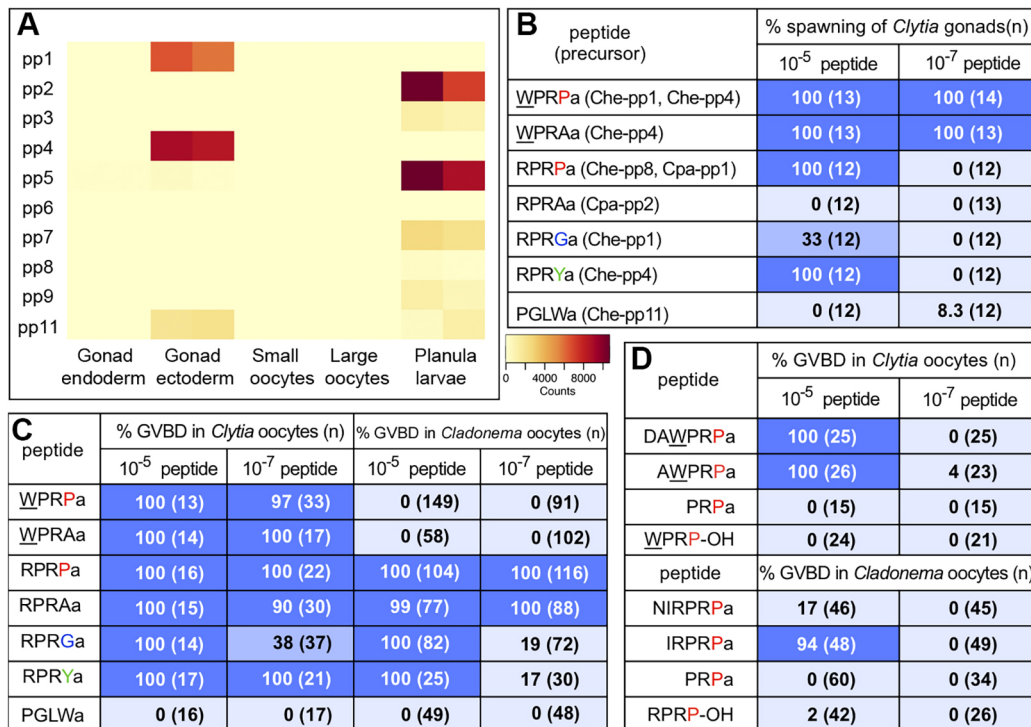 A
pp1
pp2
pp3
pp4
pp5
pp6
pp7
pp8
pp9
pp11
Gonad endoderm
Gonad ectoderm
Small oocytes
Large oocytes
Planula larvae
0 4000 8000
Counts
B
peptide (precursor)
% spawning of Clytia gonads(n)
10-5 peptide 10-7 peptide
WPRPa (Che-pp1, Che-pp4) 100 (13) 100 (14)
WPRAa (Che-pp4) 100 (13) 100 (13)
RPRPa (Che-pp8, Cpa-pp1) 100 (12) 0 (12)
RPRAa (Cpa-pp2) 0 (12) 0 (13)
RPRGa (Che-pp1) 33 (12) 0 (12)
RPRYa (Che-pp4) 100 (12) 0 (12)
PGLWa (Che-pp11) 0 (12) 8.3 (12)
C
peptide
% GVBD in Clytia oocytes (n) % GVBD in Cladonema oocytes (n)
10-5 peptide 10-7 peptide 10-5 peptide 10-7 peptide
WPRPa 100 (13) 97 (33) 0 (149) 0 (91)
WPRAa 100 (14) 100 (17) 0 (58) 0 (102)
RPRPa 100 (16) 100 (22) 100 (104) 100 (116)
RPRAa 100 (15) 90 (30) 99 (77) 100 (88)
RPRGa 100 (14) 38 (37) 100 (82) 19 (72)
RPRYa 100 (17) 100 (21) 100 (25) 17 (30)
PGLWa 0 (16) 0 (17) 0 (49) 0 (48)
D
peptide
% GVBD in Clytia oocytes (n)
10-5 peptide 10-7 peptide
DAWPRPa 100 (25) 0 (25)
AWPRPa 100 (26) 4 (23)
PRPa 0 (15) 0 (15)
WPRP-OH 0 (24) 0 (21)
peptide % GVBD in Cladonema oocytes (n)
NIRPRPa 17 (46) 0 (45)
IRPRPa 94 (48) 0 (49)
PRPa 0 (60) 0 (34)
RPRP-OH 2 (42) 0 (26)